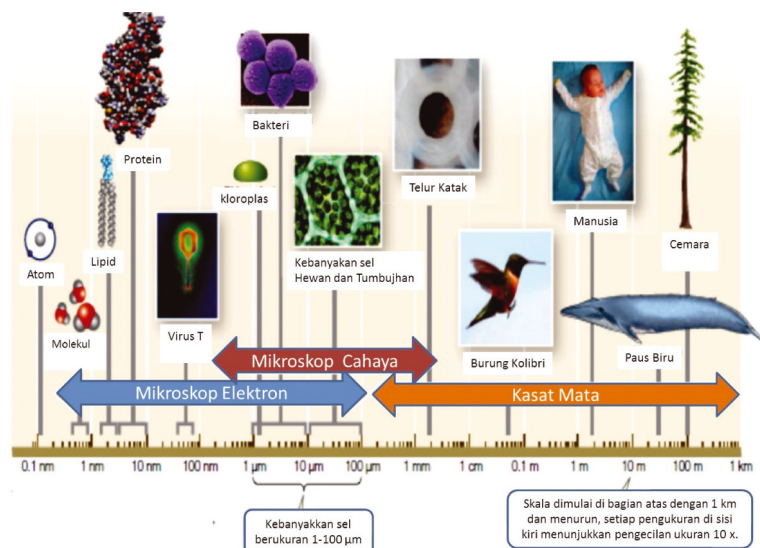 Protein
Bakteri
kloroplas
Telur Katak
Manusia
Cemara
Atom
Lipid
Kebanyakan sel
Hewan dan Tumbujhan
Molekul
Virus T
Burung Kolibri
Paus Biru
Mikroskop Cahaya
Mikroskop Elektron
Kasat Mata
0.1 nm 1 nm 10 nm 100 nm 1 µm 10 µm 100 µm 1 mm 1 cm 0.1 m 1 m 10 m 100 m 1 km
Kebanyakkan sel
berukuran 1-100 µm
Skala dimulai di bagian atas dengan 1 km
dan menurun, setiap pengukuran di sisi
kiri menunjukkan pengecilan ukuran 10 x.